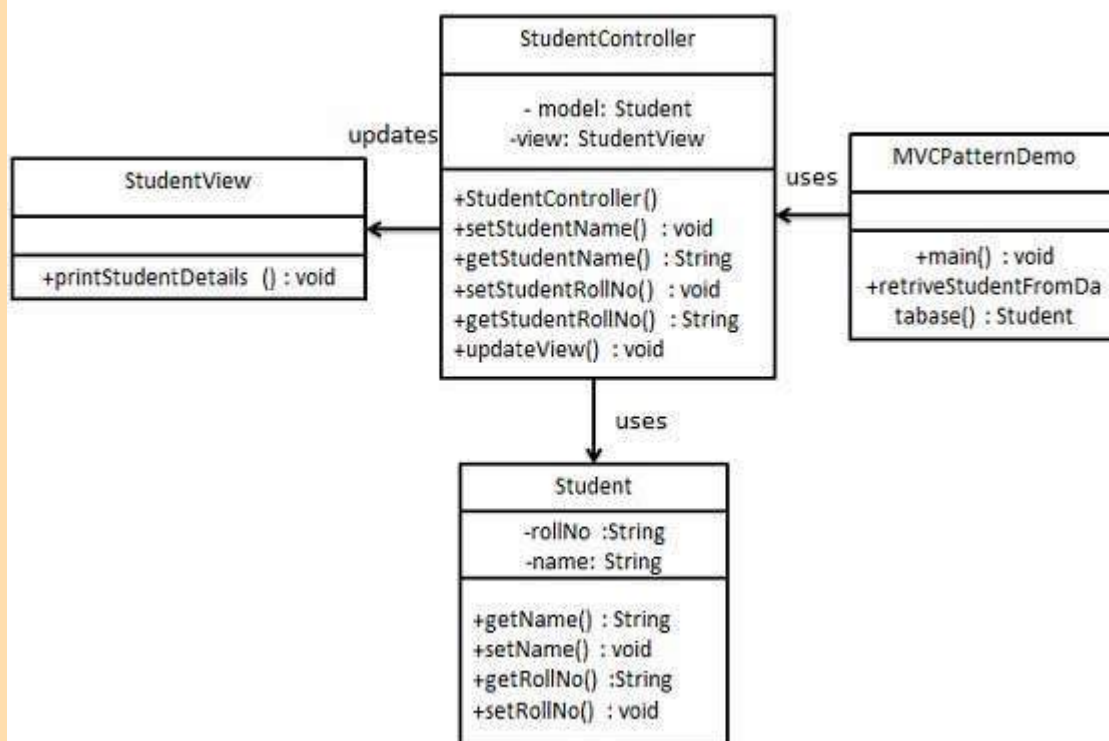 StudentController
- model: Student
-view: StudentView
+StudentController()
+setStudentName() : void
+getStudentName() : String
+setStudentRollNo() : void
+getStudentRollNo() : String
+updateView() : void
updates
StudentView
+printStudentDetails () : void
uses
MVCPatternDemo
+main() : void
+retriveStudentFromDa
tabase() : Student
uses
Student
-rollNo :String
-name: String
+getName() : String
+setName() : void
+getRollNo() :String
+setRollNo() : void